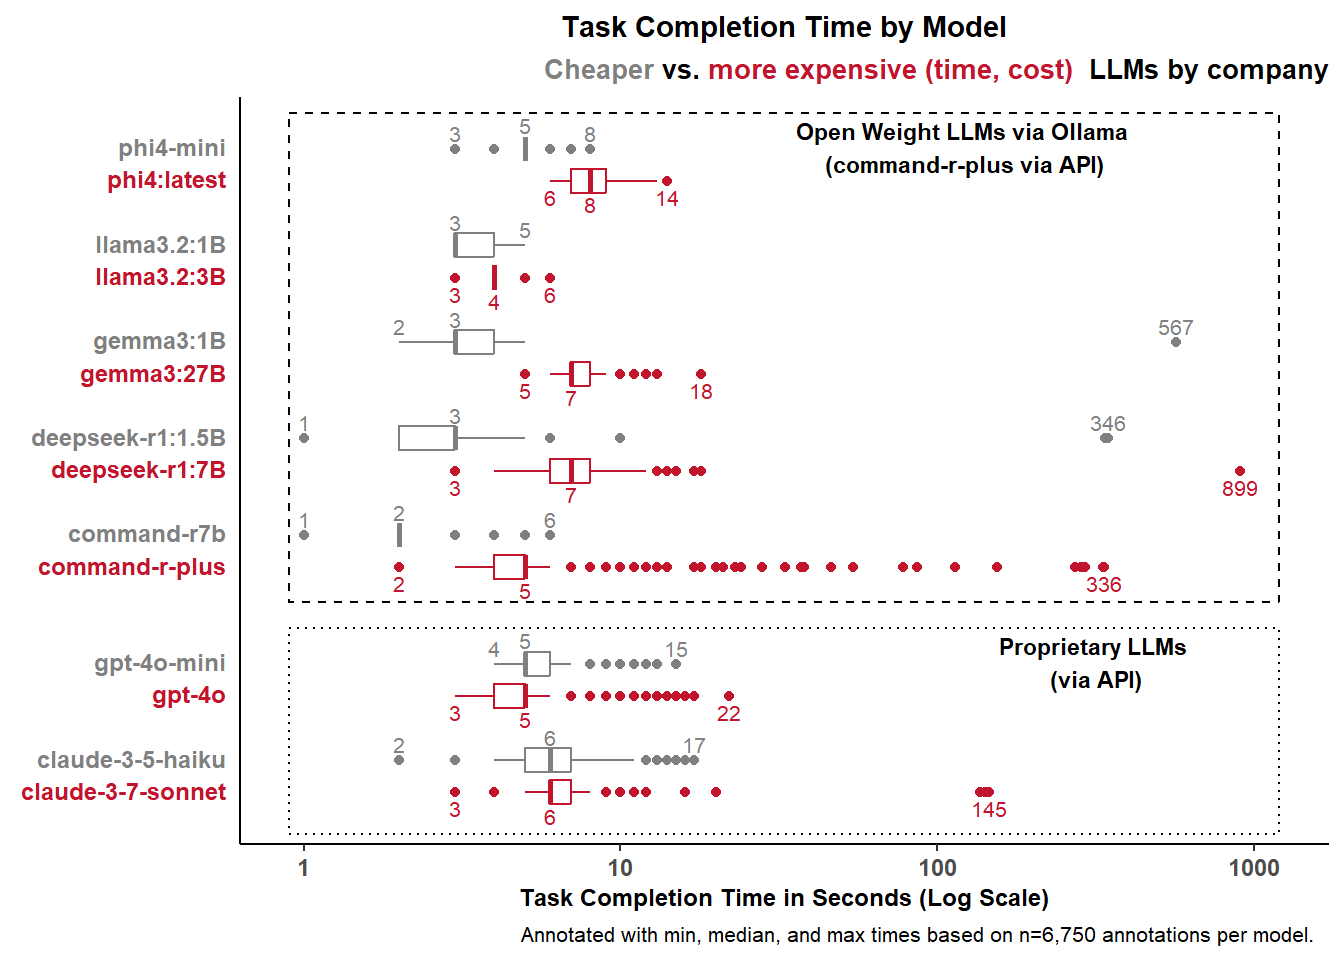 Task Completion Time by Model
Cheaper vs. more expensive (time, cost) LLMs by company
Open Weight LLMs via Ollama
(command-r-plus via API)
phi4-mini
3 5 8
phi4:latest
6 8 14
llama3.2:1B
3 5
llama3.2:3B
3 4 6
gemma3:1B
2 3 567
gemma3:27B
5 7 18
deepseek-r1:1.5B
1 3 346
deepseek-r1:7B
3 7 899
command-r7b
1 2 6
command-r-plus
2 5 336
Proprietary LLMs
(via API)
gpt-4o-mini
4 5 15
gpt-4o
3 5 22
claude-3-5-haiku
2 6 17
claude-3-7-sonnet
3 6 145
1 10 100 1000
Task Completion Time in Seconds (Log Scale)
Annotated with min, median, and max times based on n=6,750 annotations per model.